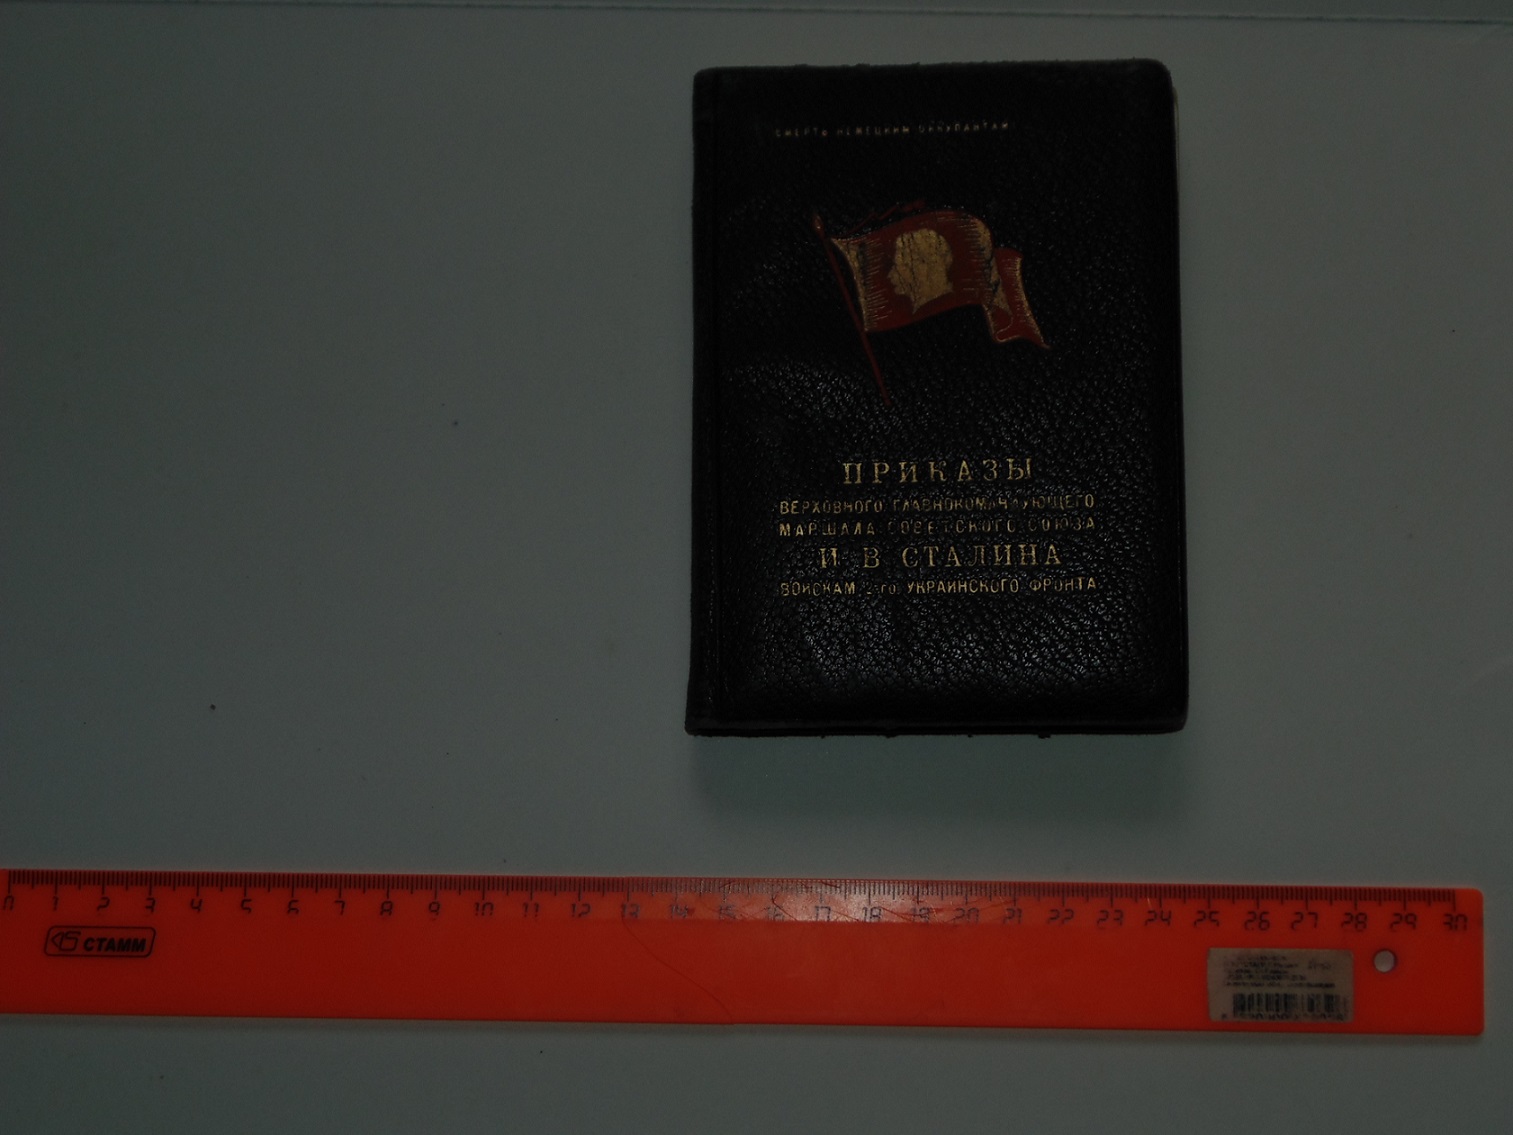 СМЕРТЬ НЕМЕЦКИМ ОККУПАНТАМ
ПРИКАЗЫ
ВЕРХОВНОГО ГЛАВНОКОМАНДУЮЩЕГО
МАРШАЛА СОВЕТСКОГО СОЮЗА
И В СТАЛИНА
ВОЙСКАМ го УКРАИНСКОГО ФРОНТА
0 1 2 3 4 5 6 7 8 9 10 11 12 13 14 15 16 17 18 19 20 21 22 23 24 25 26 27 28 29 30
СТАММ